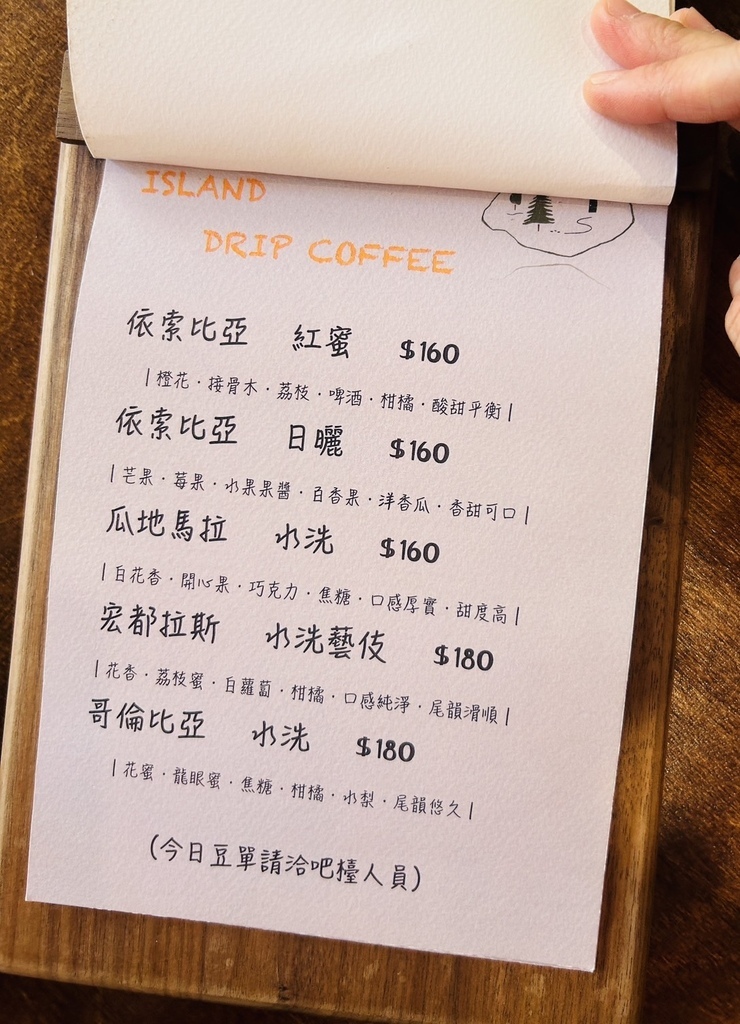 ISLAND
DRIP COFFEE
依索比亞 紅蜜 $160
|橙花·接骨木·荔枝·啤酒·柑橘·酸甜平衡|
依索比亞 日曬 $160
|芒果·莓果·水果果醬·百香果·洋香瓜·香甜可口|
瓜地馬拉 水洗 $160
|白花香·開心果·巧克力·焦糖·口感厚實·甜度高|
宏都拉斯 水洗藝伎 $180
|花香·荔枝蜜·白蘿蔔·柑橘·口感純淨·尾韻滑順|
哥倫比亞 水洗 $180
|花蜜·龍眼蜜·焦糖·柑橘·水梨·尾韻悠久|
(今日豆單請洽吧檯人員)